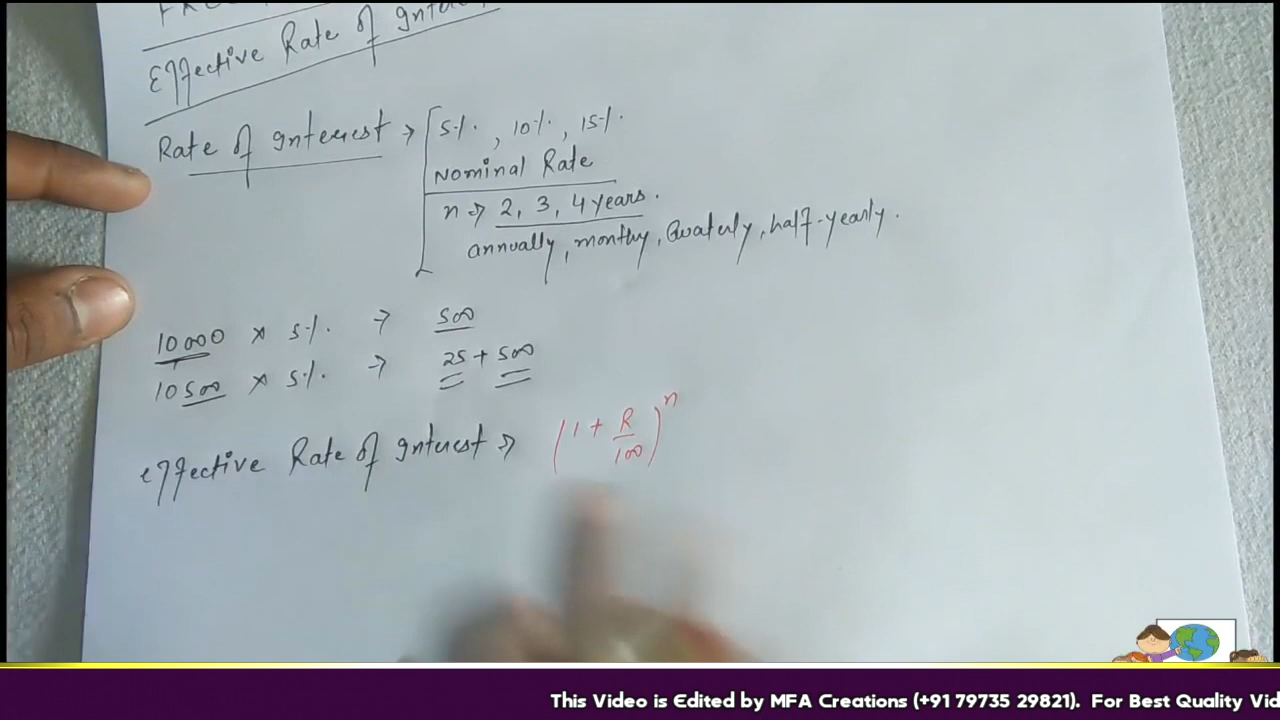 Effective Rate of Inte
Rate of Interest → 5%, 10%, 15%
Nominal Rate
n → 2, 3, 4 years.
annually, monthy, Quaterly, half-yearly.
10000 × 5% → 500
10500 × 5% → 25 + 500
effective Rate of Interest → (1 + R/100)^n
This Video is Edited by MFA Creations (+91 79735 29821). For Best Quality Vid